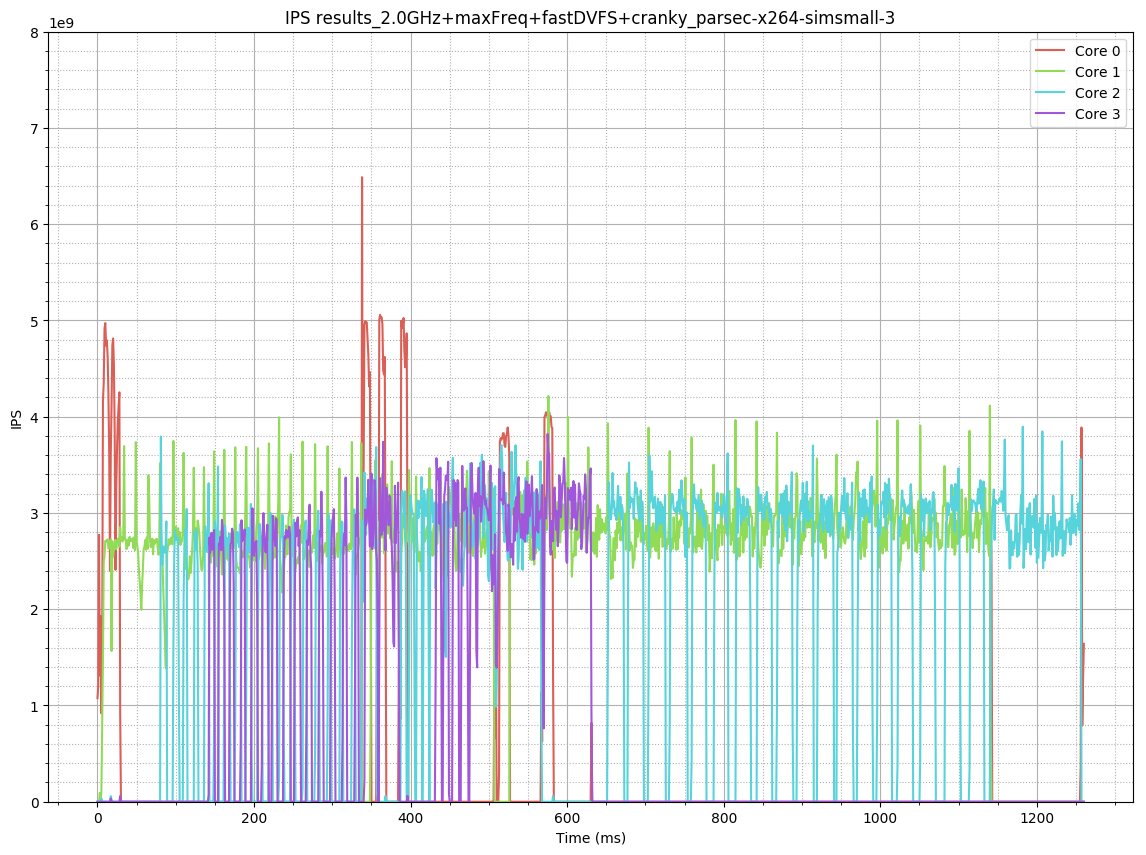 IPS results_2.0GHz+maxFreq+fastDVFS+cranky_parsec-x264-simsmall-3
1e9
Core 0
Core 1
Core 2
Core 3
8
7
6
5
4
3
2
1
0
IPS
0 200 400 600 800 1000 1200
Time (ms)